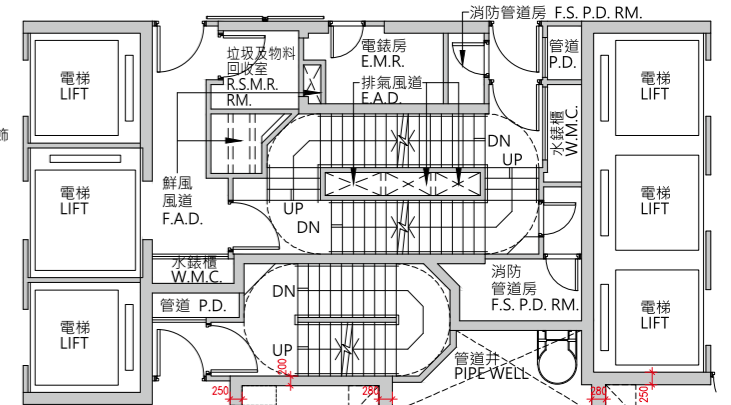 消防管道房 F.S. P.D. RM.
電梯
LIFT
垃圾及物料
回收室
R.S.M.R.
RM.
電錶房
E.M.R.
排氣風道
E.A.D.
管道
P.D.
水錶櫃
W.M.C.
電梯
LIFT
飾
DN
UP
電梯
LIFT
鮮風
風道
F.A.D.
UP
DN
電梯
LIFT
水錶櫃
W.M.C.
管道 P.D.
消防
管道房
F.S. P.D. RM.
DN
UP
電梯
LIFT
電梯
LIFT
管道井
PIPE WELL
200
250
280
280
250